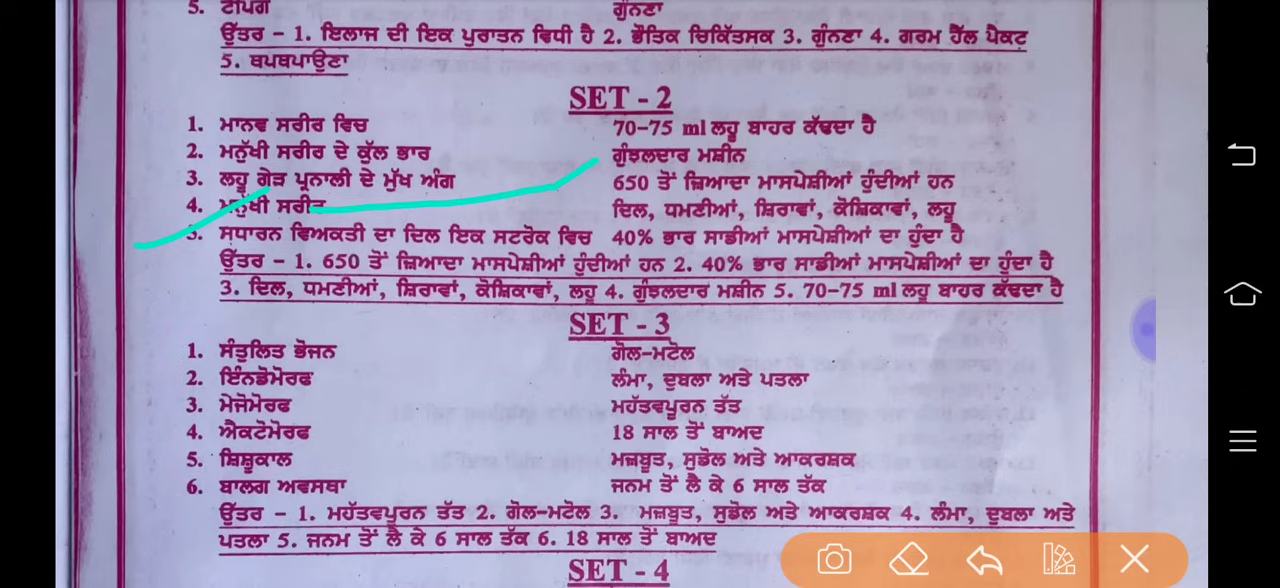 5. ਟੈਪਿੰਗ ਗੁੰਨਣਾ
ਉੱਤਰ - 1. ਇਲਾਜ ਦੀ ਇਕ ਪੁਰਾਤਨ ਵਿਧੀ ਹੈ 2. ਭੌਤਿਕ ਚਿਕਿੱਤਸਕ 3. ਗੁੰਨਣਾ 4. ਗਰਮ ਹੌੱਲ ਪੈਕਟ
5. ਥਪਥਪਾਉਣਾ
SET - 2
1. ਮਾਨਵ ਸਰੀਰ ਵਿਚ 70-75 ml ਲਹੂ ਬਾਹਰ ਕੱਢਦਾ ਹੈ
2. ਮਨੁੱਖੀ ਸਰੀਰ ਦੇ ਕੁੱਲ ਭਾਰ ਗੁੰਝਲਦਾਰ ਮਸ਼ੀਨ
3. ਲਹੂ ਗੇੜ ਪ੍ਰਨਾਲੀ ਦੇ ਮੁੱਖ ਅੰਗ 650 ਤੋਂ ਜ਼ਿਆਦਾ ਮਾਸਪੇਸ਼ੀਆਂ ਹੁੰਦੀਆਂ ਹਨ
4. ਮਨੁੱਖੀ ਸਰੀਰ ਦਿਲ, ਧਮਣੀਆਂ, ਸ਼ਿਰਾਵਾਂ, ਕੋਸ਼ਿਕਾਵਾਂ, ਲਹੂ
5. ਸਧਾਰਨ ਵਿਅਕਤੀ ਦਾ ਦਿਲ ਇਕ ਸਟਰੋਕ ਵਿਚ 40% ਭਾਰ ਸਾਡੀਆਂ ਮਾਸਪੇਸ਼ੀਆਂ ਦਾ ਹੁੰਦਾ ਹੈ
ਉੱਤਰ - 1. 650 ਤੋਂ ਜ਼ਿਆਦਾ ਮਾਸਪੇਸ਼ੀਆਂ ਹੁੰਦੀਆਂ ਹਨ 2. 40% ਭਾਰ ਸਾਡੀਆਂ ਮਾਸਪੇਸ਼ੀਆਂ ਦਾ ਹੁੰਦਾ ਹੈ
3. ਦਿਲ, ਧਮਣੀਆਂ, ਸ਼ਿਰਾਵਾਂ, ਕੋਸ਼ਿਕਾਵਾਂ, ਲਹੂ 4. ਗੁੰਝਲਦਾਰ ਮਸ਼ੀਨ 5. 70-75 ml ਲਹੂ ਬਾਹਰ ਕੱਢਦਾ ਹੈ
SET - 3
1. ਸੰਤੁਲਿਤ ਭੋਜਨ ਗੋਲ-ਮਟੋਲ
2. ਇੰਨਡੋਮੋਰਫ ਲੰਮਾ, ਦੁਬਲਾ ਅਤੇ ਪਤਲਾ
3. ਮੇਜੋਮੋਰਫ ਮਹੱਤਵਪੂਰਨ ਤੱਤ
4. ਐਕਟੋਮੋਰਫ 18 ਸਾਲ ਤੋਂ ਬਾਅਦ
5. ਸ਼ਿਸ਼ੂਕਾਲ ਮਜ਼ਬੂਤ, ਸੁਡੋਲ ਅਤੇ ਆਕਰਸ਼ਕ
6. ਬਾਲਗ ਅਵਸਥਾ ਜਨਮ ਤੋਂ ਲੈ ਕੇ 6 ਸਾਲ ਤੱਕ
ਉੱਤਰ - 1. ਮਹੱਤਵਪੂਰਨ ਤੱਤ 2. ਗੋਲ-ਮਟੋਲ 3. ਮਜ਼ਬੂਤ, ਸੁਡੋਲ ਅਤੇ ਆਕਰਸ਼ਕ 4. ਲੰਮਾ, ਦੁਬਲਾ ਅਤੇ
ਪਤਲਾ 5. ਜਨਮ ਤੋਂ ਲੈ ਕੇ 6 ਸਾਲ ਤੱਕ 6. 18 ਸਾਲ ਤੋਂ ਬਾਅਦ
SET - 4